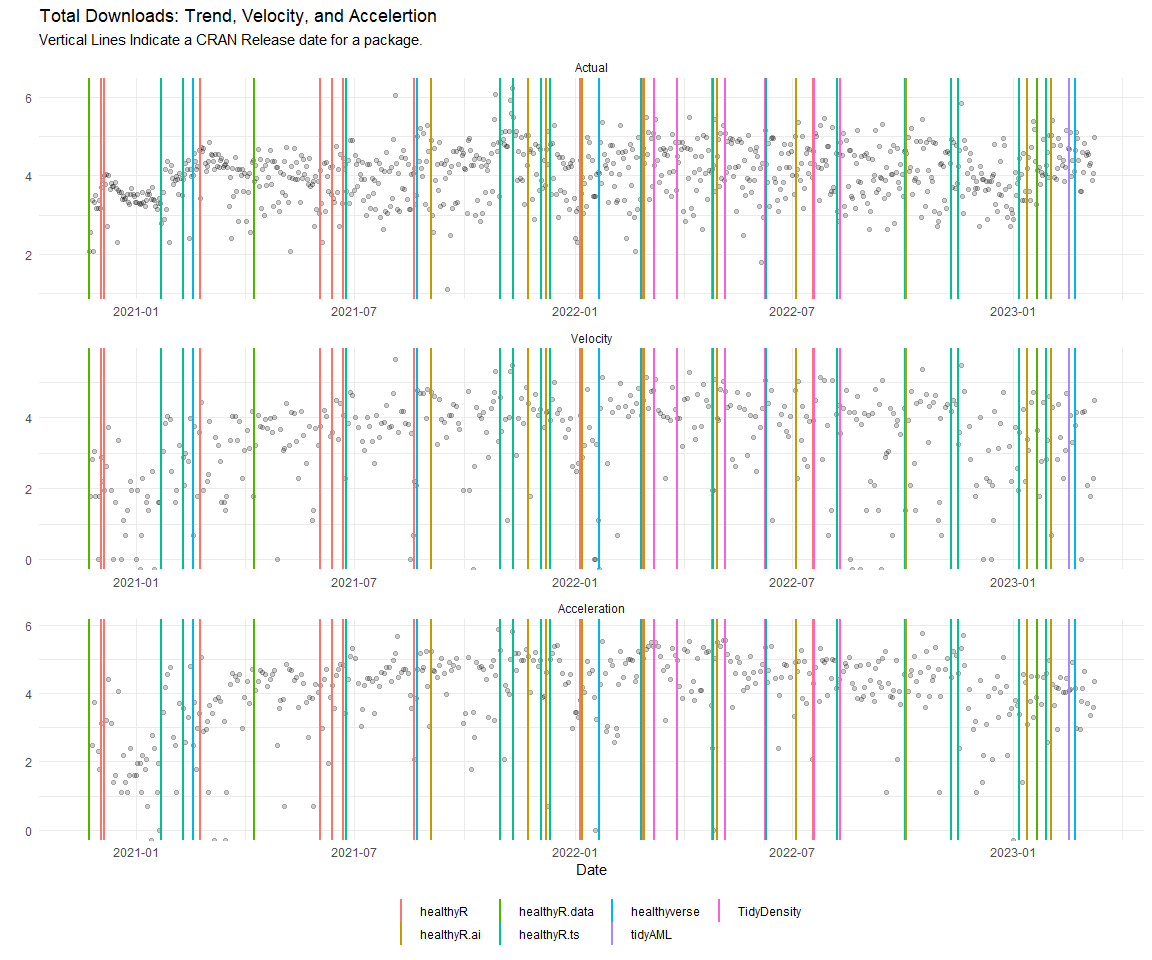 Total Downloads: Trend, Velocity, and Accelertion
Vertical Lines Indicate a CRAN Release date for a package.
Actual
6
4
2
2021-01 2021-07 2022-01 2022-07 2023-01
Velocity
4
2
0
2021-01 2021-07 2022-01 2022-07 2023-01
Acceleration
6
4
2
0
2021-01 2021-07 2022-01 2022-07 2023-01
Date
healthyR healthyR.data healthyverse TidyDensity
healthyR.ai healthyR.ts tidyAML